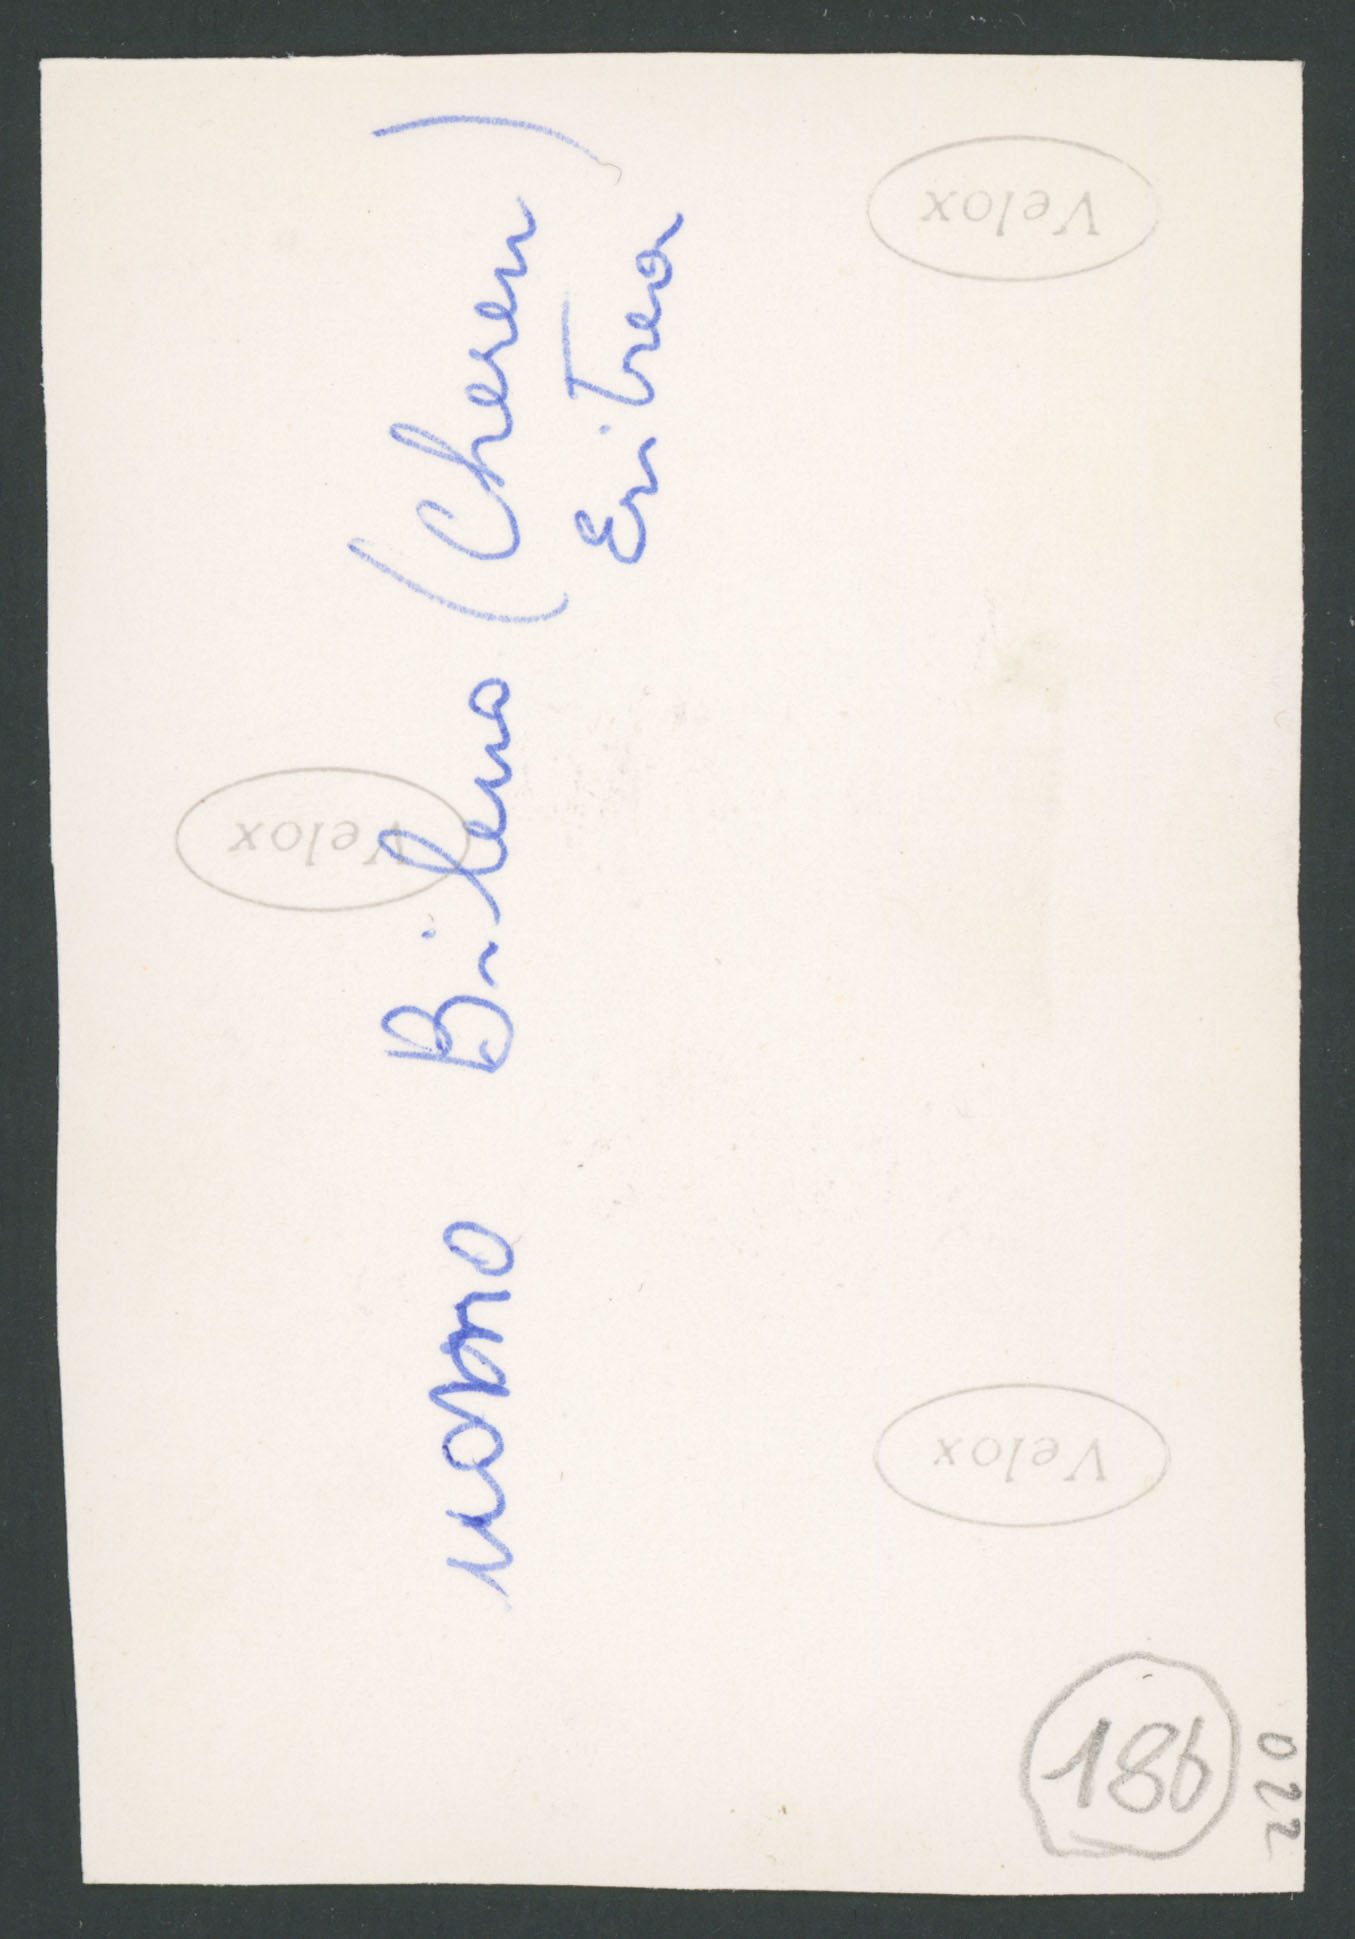 uomo Bileno (Cheren)
Eritrea
Velox
Velox
Velox
186
022